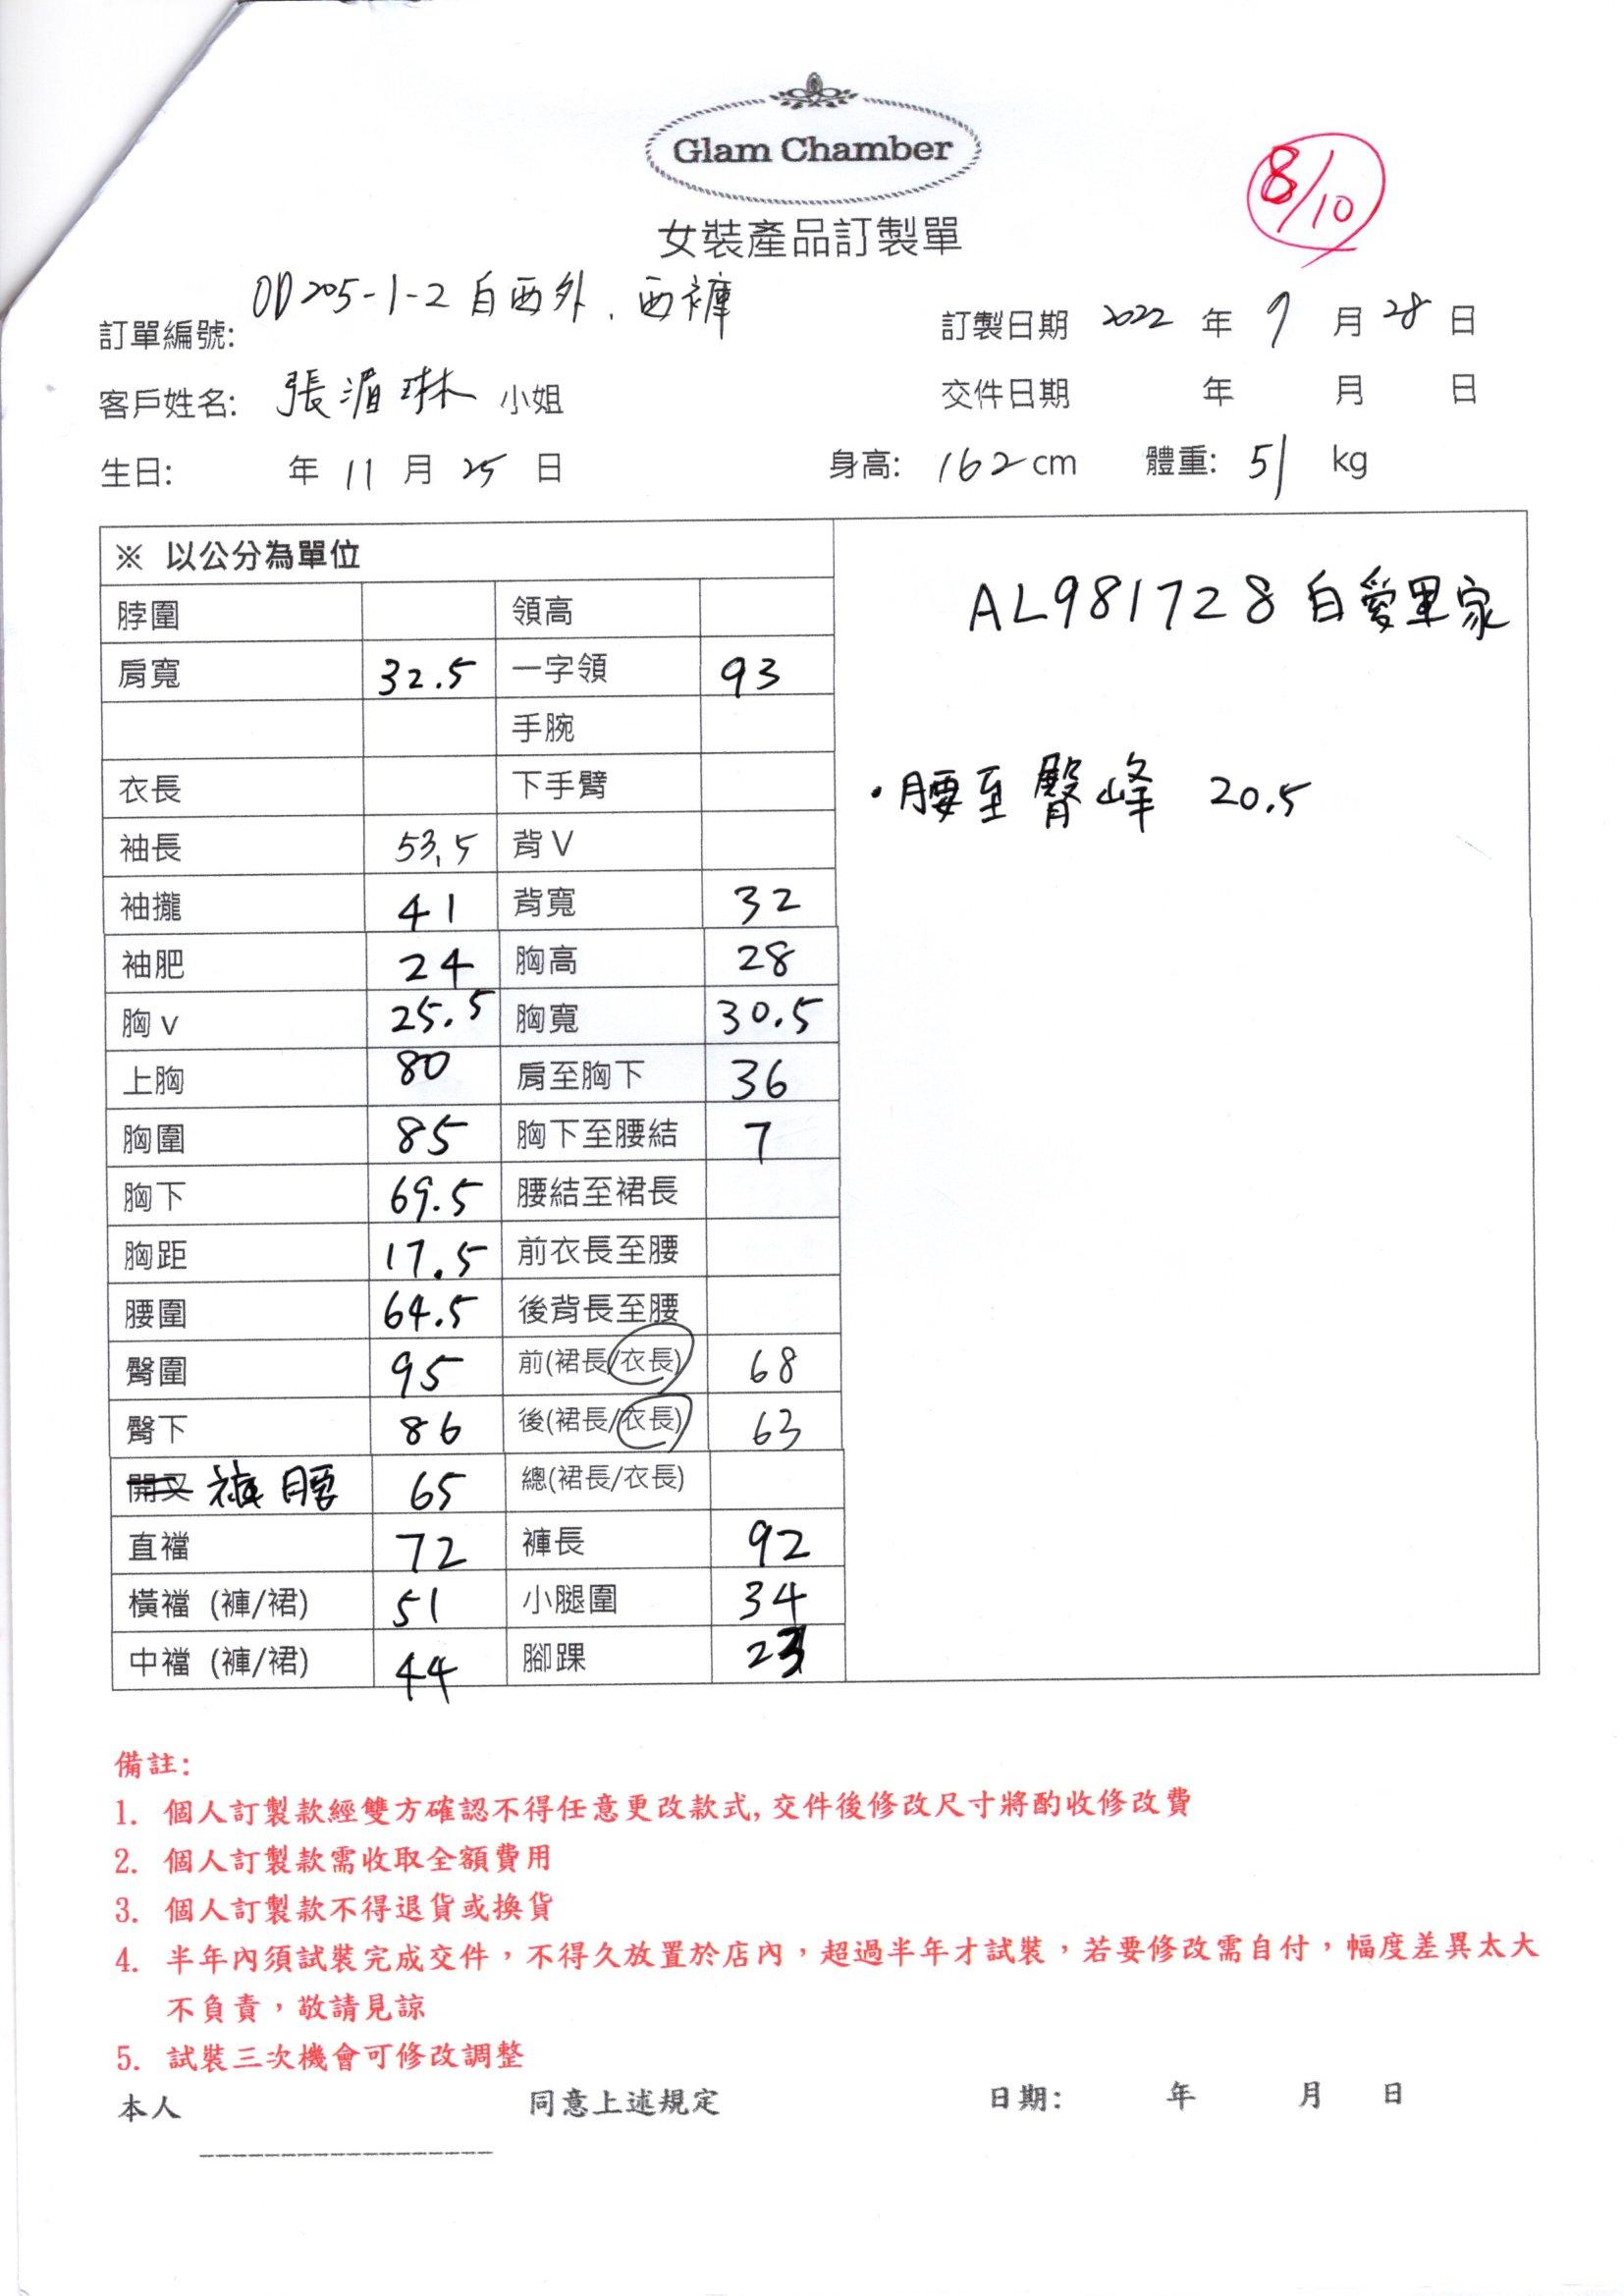 Glam Chamber
8/10
女裝產品訂製單
訂單編號: OD205-1-2 白西外、西褲
訂製日期 2022 年 9 月 28 日
客戶姓名: 張湄琳 小姐
交件日期 年 月 日
生日: 年 11 月 25 日 身高: 162 cm 體重: 51 kg
※ 以公分為單位
脖圍 領高
肩寬 32.5 一字領 93
手腕
衣長 下手臂
袖長 53.5 背V
袖攏 41 背寬 32
袖肥 24 胸高 28
胸v 25.5 胸寬 30.5
上胸 80 肩至胸下 36
胸圍 85 胸下至腰結 7
胸下 69.5 腰結至裙長
胸距 17.5 前衣長至腰
腰圍 64.5 後背長至腰
臀圍 95 前(裙長/衣長) 68
臀下 86 後(裙長/衣長) 63
開叉 褲腰 65 總(裙長/衣長)
直襠 72 褲長 92
橫襠 (褲/裙) 51 小腿圍 34
中襠 (褲/裙) 44 腳踝 23
AL981728 白愛里家
・腰至臀峰 20.5
備註:
1. 個人訂製款經雙方確認不得任意更改款式, 交件後修改尺寸將酌收修改費
2. 個人訂製款需收取全額費用
3. 個人訂製款不得退貨或換貨
4. 半年內須試裝完成交件，不得久放置於店內，超過半年才試裝，若要修改需自付，幅度差異太大
不負責，敬請見諒
5. 試裝三次機會可修改調整
本人 同意上述規定 日期: 年 月 日